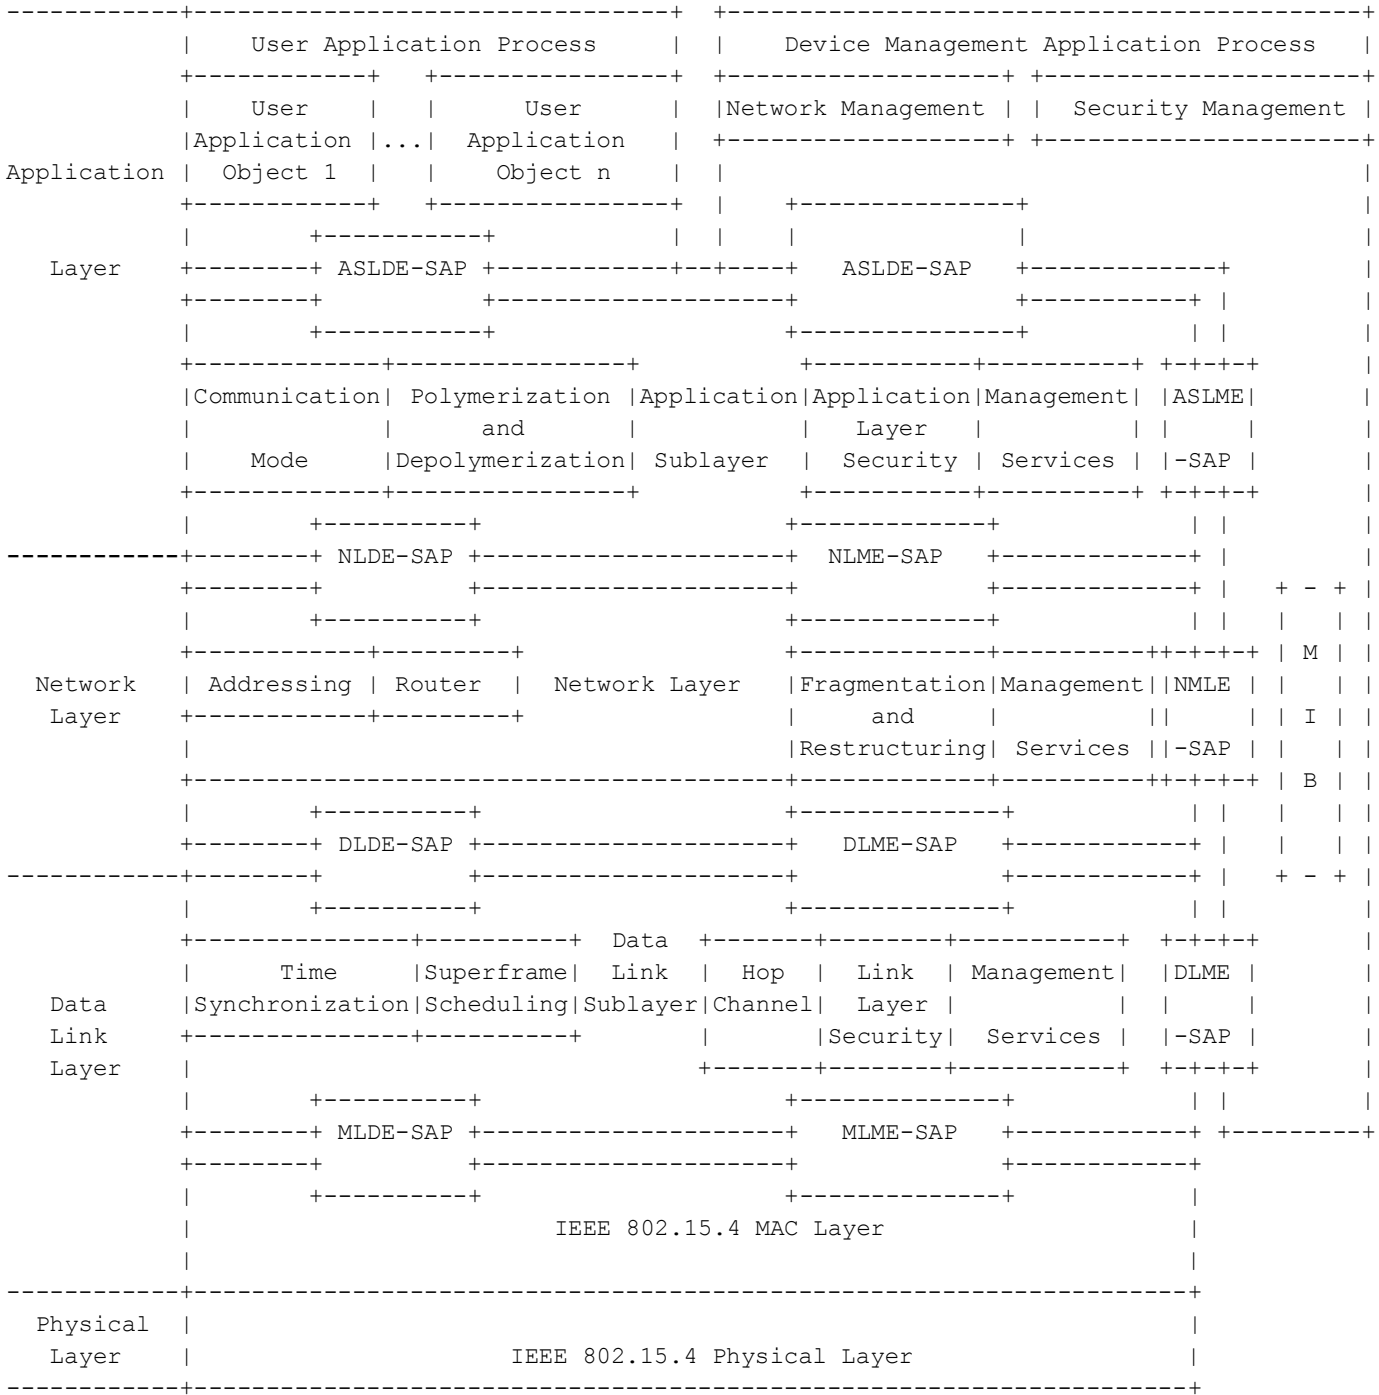 User Application Process Device Management Application Process
User User Network Management Security Management
Application ... Application
Application Object 1 Object n
Layer ASLDE-SAP ASLDE-SAP
Communication Polymerization Application Application Management ASLME
and Layer
Mode Depolymerization Sublayer Security Services -SAP
NLDE-SAP NLME-SAP
M
Network Addressing Router Network Layer Fragmentation Management NMLE
Layer and I
Restructuring Services -SAP
B
DLDE-SAP DLME-SAP
Data
Time Superframe Link Hop Link Management DLME
Data Synchronization Scheduling Sublayer Channel Layer
Link Security Services -SAP
Layer
MLDE-SAP MLME-SAP
IEEE 802.15.4 MAC Layer
Physical
Layer IEEE 802.15.4 Physical Layer